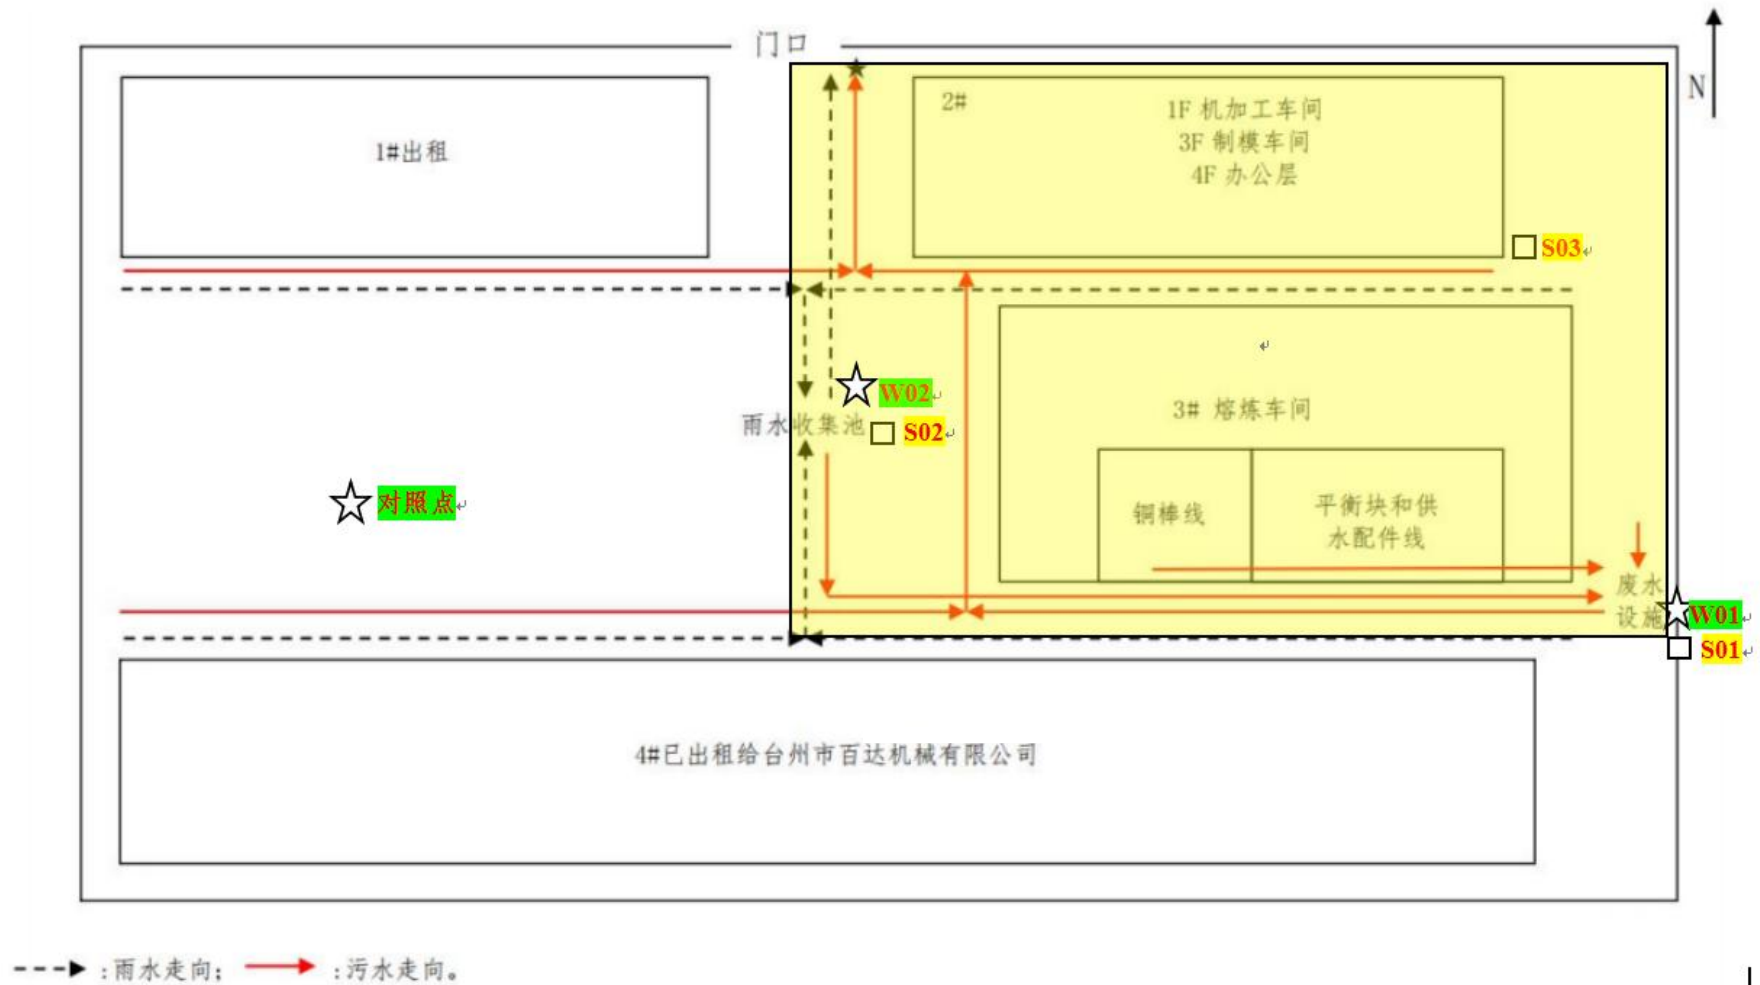 门口
N
1#出租
2#
1F 机加工车间
3F 制模车间
4F 办公层
S03
W02
雨水收集池
S02
3# 熔炼车间
对照点
铜棒线
平衡块和供
水配件线
废水
设施
W01
S01
4#已出租给台州市百达机械有限公司
:雨水走向;
:污水走向。